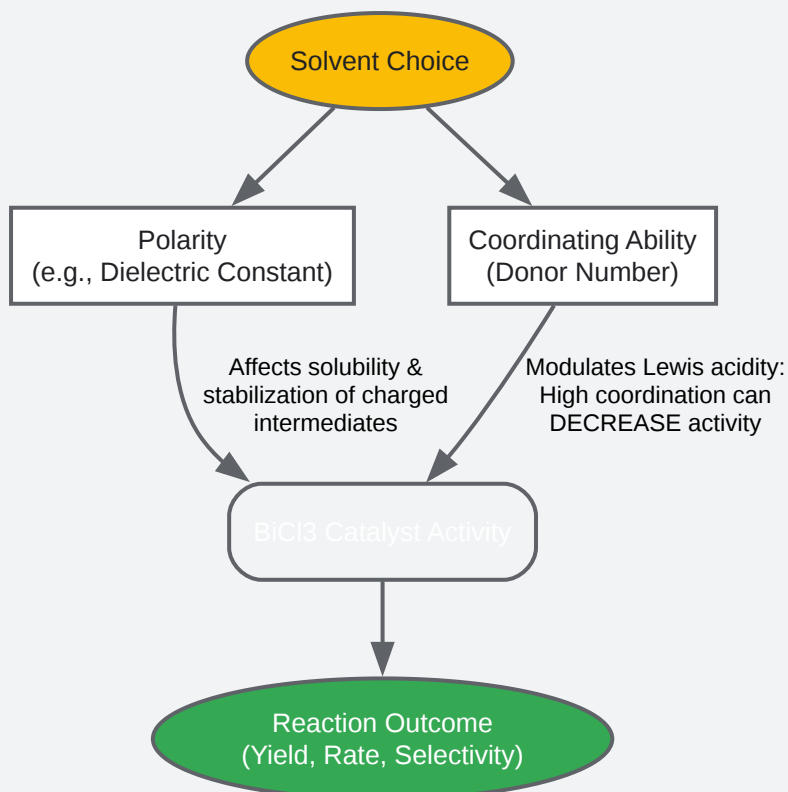 Solvent Choice
Polarity
(e.g., Dielectric Constant)
Coordinating Ability
(Donor Number)
Affects solubility &
stabilization of charged
intermediates
Modulates Lewis acidity:
High coordination can
DECREASE activity
BiCl3 Catalyst Activity
Reaction Outcome
(Yield, Rate, Selectivity)